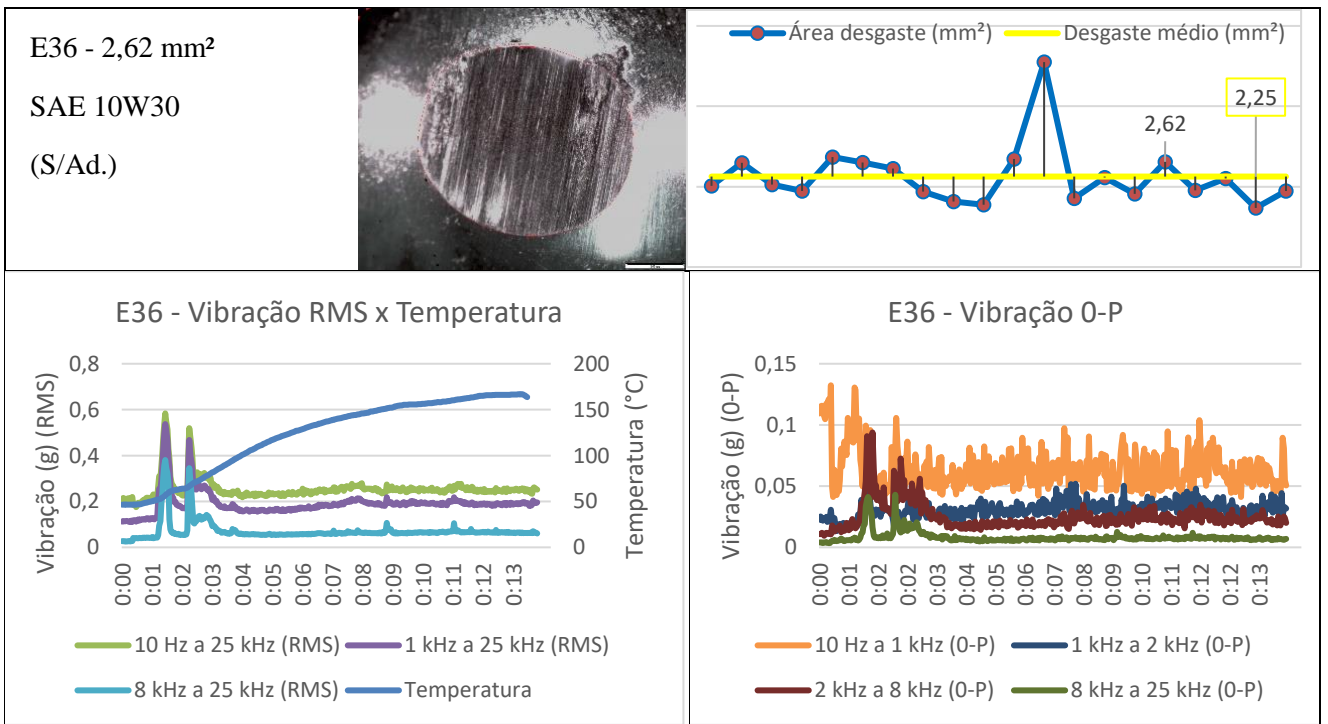 E36 - 2,62 mm²
SAE 10W30
(S/Ad.)
Área desgaste (mm²) Desgaste médio (mm²)
2,62
2,25
E36 - Vibração RMS x Temperatura
Vibração (g) (RMS)
0,8
0,6
0,4
0,2
0
200
150
100
50
0
Temperatura (°C)
0:00 0:01 0:02 0:03 0:04 0:05 0:06 0:07 0:08 0:09 0:10 0:11 0:12 0:13
10 Hz a 25 kHz (RMS) 1 kHz a 25 kHz (RMS)
8 kHz a 25 kHz (RMS) Temperatura
E36 - Vibração 0-P
Vibração (g) (0-P)
0,15
0,1
0,05
0
0:00 0:01 0:02 0:02 0:03 0:04 0:05 0:06 0:07 0:08 0:09 0:10 0:11 0:12 0:13
10 Hz a 1 kHz (0-P) 1 kHz a 2 kHz (0-P)
2 kHz a 8 kHz (0-P) 8 kHz a 25 kHz (0-P)